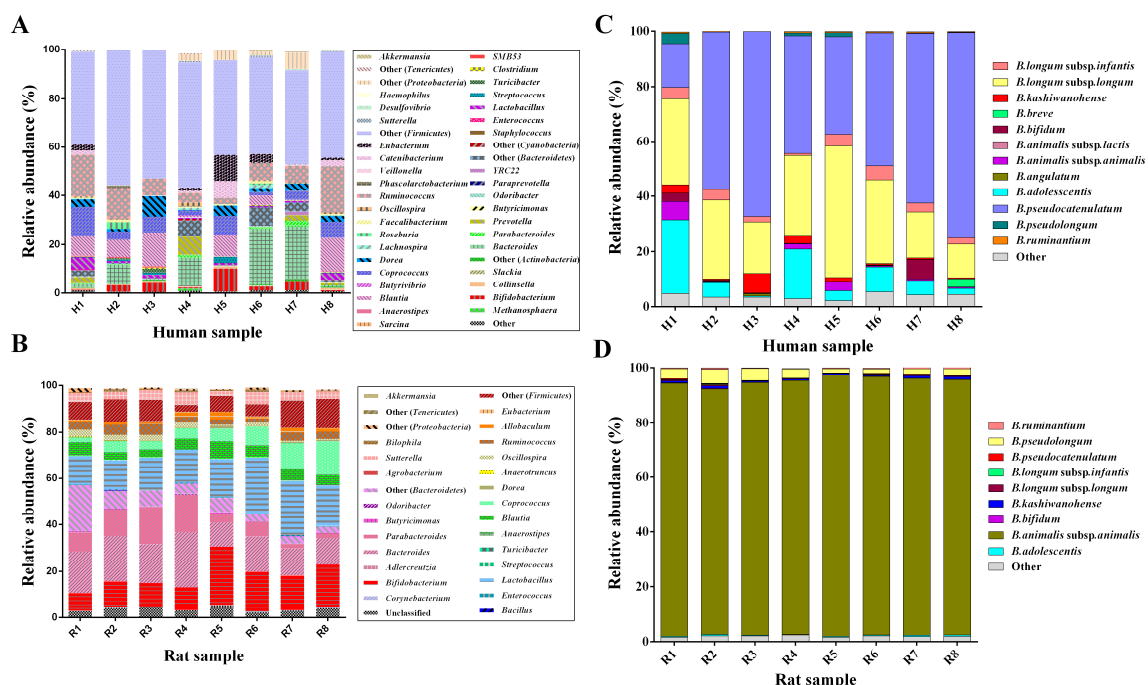 A
Relative abundance (%)
100
80
60
40
20
0
H1
H2
H3
H4
H5
H6
H7
H8
Human sample
Akkermansia
Other (Tenericutes)
Other (Proteobacteria)
Haemophilus
Desulfovibrio
Sutterella
Other (Firmicutes)
Eubacterium
Catenibacterium
Veillonella
Phascolarctobacterium
Ruminococcus
Oscillospira
Faecalibacterium
Roseburia
Lachnospira
Dorea
Coprococcus
Butyrivibrio
Blautia
Anaerostipes
Sarcina
SMB53
Clostridium
Turicibacter
Streptococcus
Lactobacillus
Enterococcus
Staphylococcus
Other (Cyanobacteria)
Other (Bacteroidetes)
YRC22
Paraprevotella
Odoribacter
Butyricimonas
Prevotella
Parabacteroides
Bacteroides
Other (Actinobacteria)
Slackia
Collinsella
Bifidobacterium
Methanosphaera
Other
B
Relative abundance (%)
100
80
60
40
20
0
R1
R2
R3
R4
R5
R6
R7
R8
Rat sample
Akkermansia
Other (Tenericutes)
Other (Proteobacteria)
Bilophila
Sutterella
Agrobacterium
Other (Bacteroidetes)
Odoribacter
Butyricimonas
Parabacteroides
Bacteroides
Adlercreutzia
Bifidobacterium
Corynebacterium
Unclassified
Other (Firmicutes)
Eubacterium
Allobaculum
Ruminococcus
Oscillospira
Anaerotruncus
Dorea
Coprococcus
Blautia
Anaerostipes
Turicibacter
Streptococcus
Lactobacillus
Enterococcus
Bacillus
C
Relative abundance (%)
100
80
60
40
20
0
H1
H2
H3
H4
H5
H6
H7
H8
Human sample
B.longum subsp.infantis
B.longum subsp.longum
B.kashiwanohense
B.breve
B.bifidum
B.animalis subsp.lactis
B.animalis subsp.animalis
B.angulatum
B.adolescentis
B.pseudocatenulatum
B.pseudolongum
B.ruminantium
Other
D
Relative abundance (%)
100
80
60
40
20
0
R1
R2
R3
R4
R5
R6
R7
R8
Rat sample
B.ruminantium
B.pseudolongum
B.pseudocatenulatum
B.longum subsp.infantis
B.longum subsp.longum
B.kashiwanohense
B.bifidum
B.animalis subsp.animalis
B.adolescentis
Other